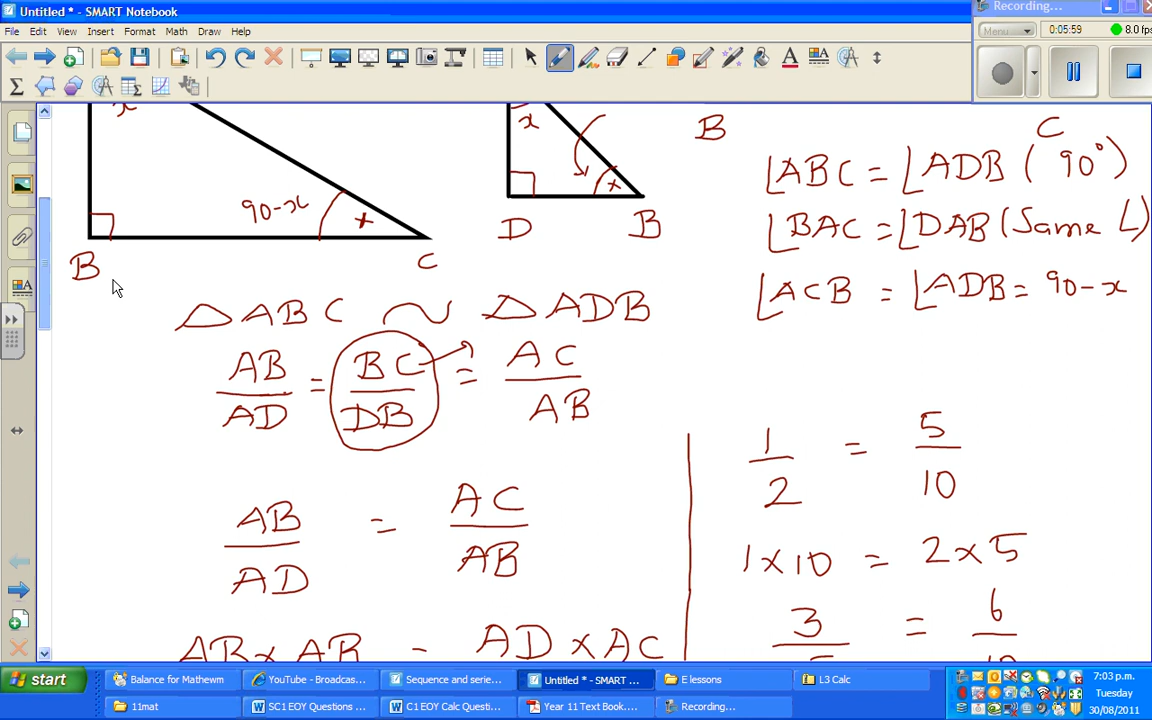 Untitled * - SMART Notebook
Recording...
File Edit View Insert Format Math Draw Help
Menu
0:05:59
8.0 fp
x
x
B
C
∟ABC = ∟ADB ( 90° )
90-x
x
x
D
B
∟BAC = ∟DAB (Same L)
B
C
∟ACB = ∟ADB = 90-x
△ABC ~ △ADB
AB = BC = AC
AD DB AB
1 = 5
2 10
AB = AC
AD AB
1 x 10 = 2 x 5
3 = 6
AB x AB = AD x AC
start
Balance for Mathewm
YouTube - Broadcas...
Sequence and serie...
Untitled * - SMART ...
E lessons
L3 Calc
7:03 p.m.
Tuesday
30/08/2011
11mat
SC1 EOY Questions ...
C1 EOY Calc Questi...
Year 11 Text Book....
Recording...